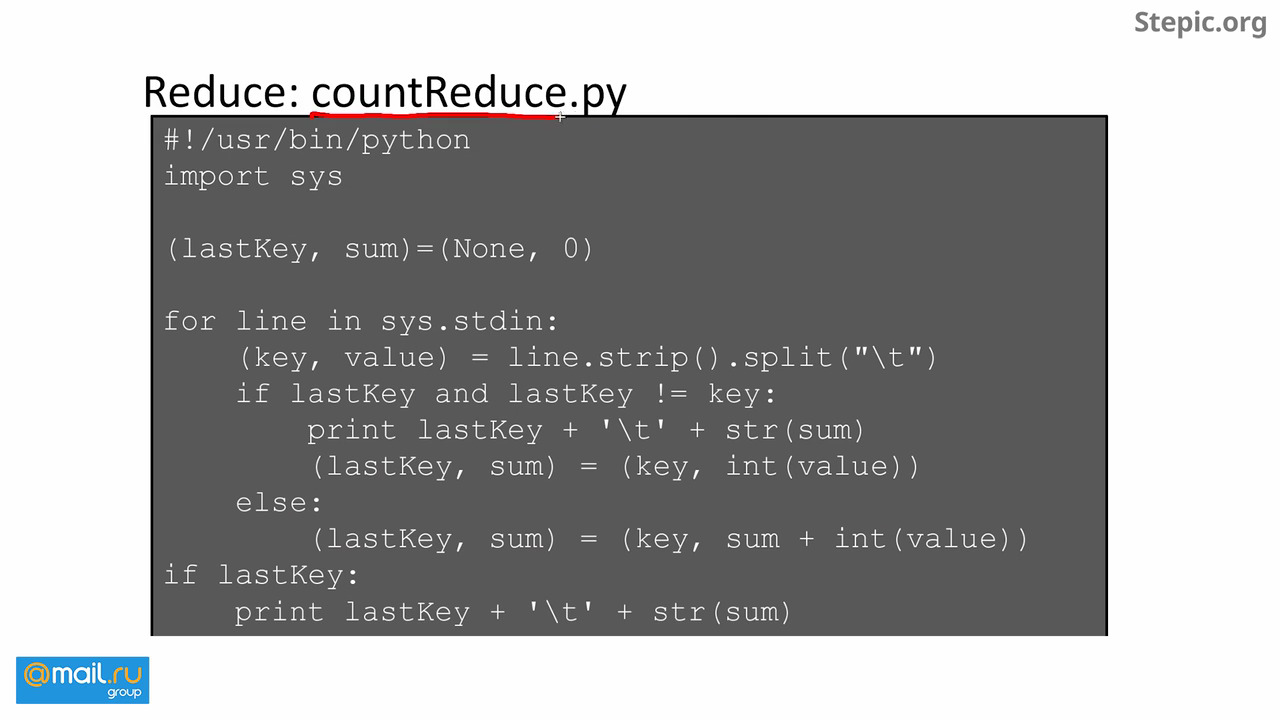 Stepic.org
Reduce: countReduce.py
#!/usr/bin/python
import sys
(lastKey, sum)=(None, 0)
for line in sys.stdin:
    (key, value) = line.strip().split("\t")
    if lastKey and lastKey != key:
        print lastKey + '\t' + str(sum)
        (lastKey, sum) = (key, int(value))
    else:
        (lastKey, sum) = (key, sum + int(value))
if lastKey:
    print lastKey + '\t' + str(sum)
@mail.ru
group